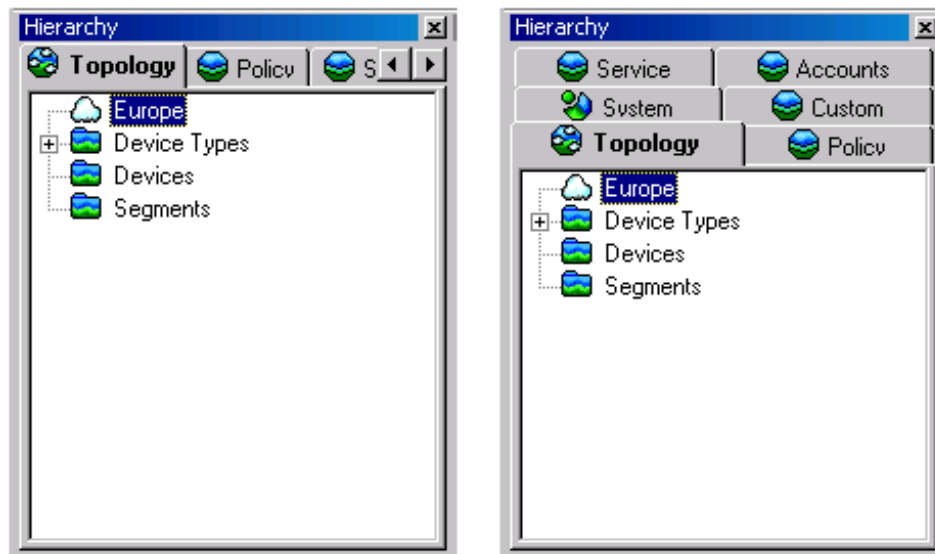 Hierarchy
Topology Policy S
Europe
Device Types
Devices
Segments
Hierarchy
Service Accounts
System Custom
Topology Policy
Europe
Device Types
Devices
Segments